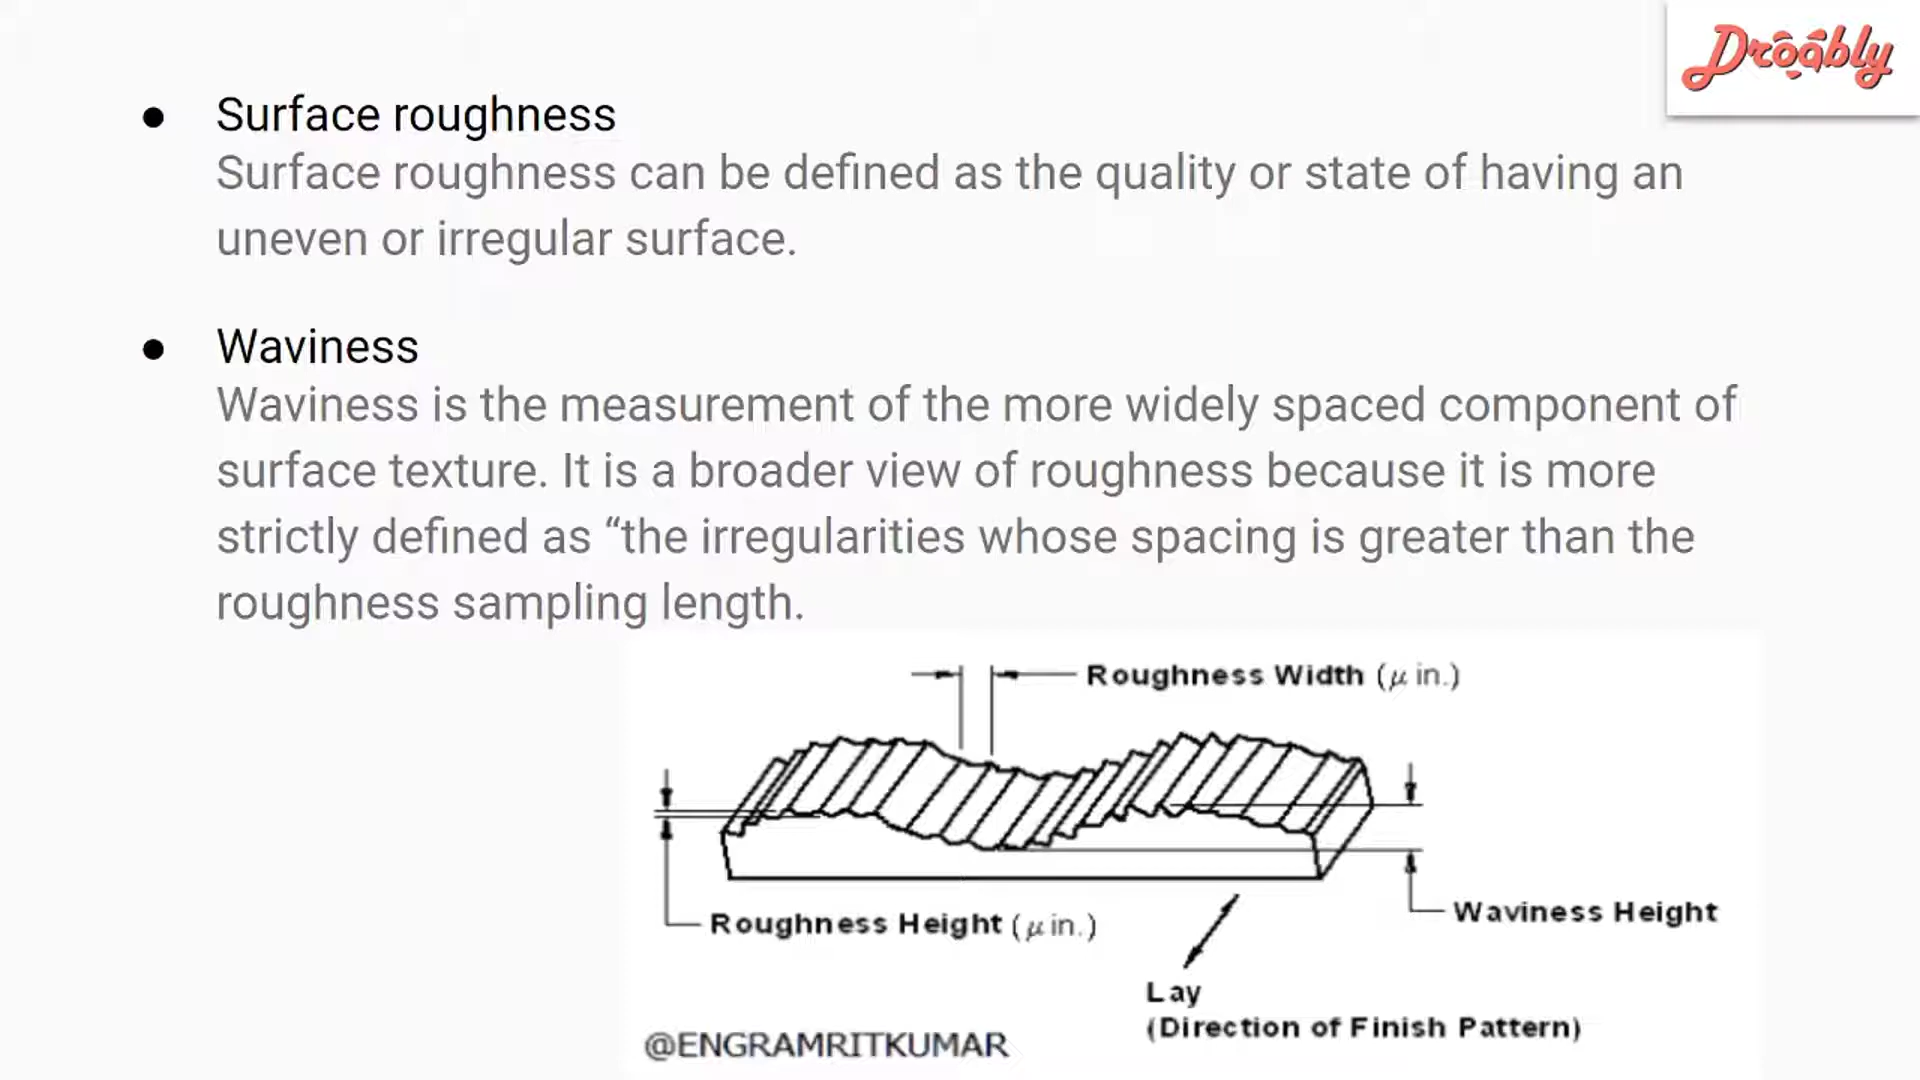 Droobly
● Surface roughness
Surface roughness can be defined as the quality or state of having an
uneven or irregular surface.
● Waviness
Waviness is the measurement of the more widely spaced component of
surface texture. It is a broader view of roughness because it is more
strictly defined as “the irregularities whose spacing is greater than the
roughness sampling length.
Roughness Width (μ in.)
Roughness Height (μ in.)
Waviness Height
Lay
(Direction of Finish Pattern)
@ENGRAMRITKUMAR